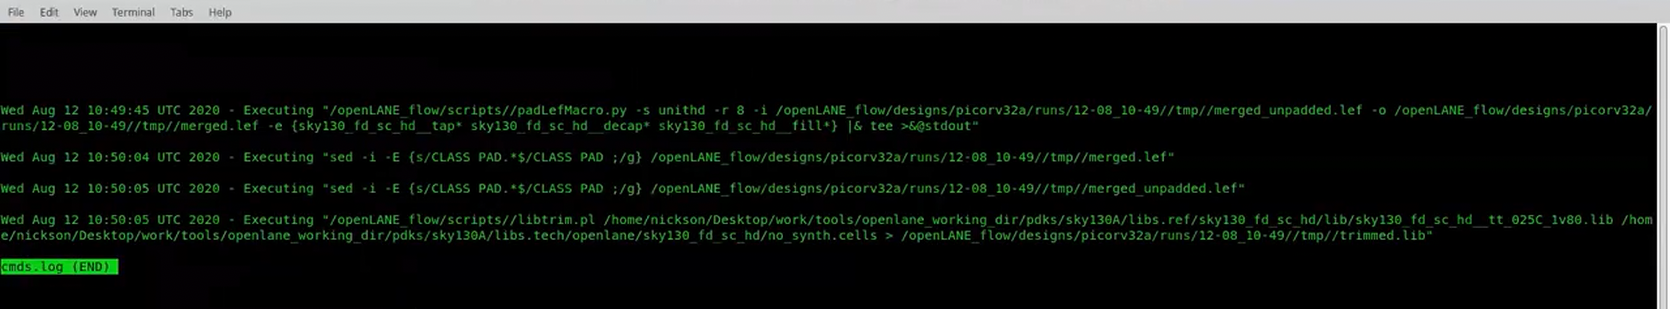 File Edit View Terminal Tabs Help
Wed Aug 12 10:49:45 UTC 2020 - Executing "/openLANE_flow/scripts//padLefMacro.py -s unithd -r 8 -i /openLANE_flow/designs/picorv32a/runs/12-08_10-49//tmp//merged_unpadded.lef -o /openLANE_flow/designs/picorv32a/
runs/12-08_10-49//tmp//merged.lef -e {sky130_fd_sc_hd__tap* sky130_fd_sc_hd__decap* sky130_fd_sc_hd__fill*} |& tee >&@stdout"
Wed Aug 12 10:50:04 UTC 2020 - Executing "sed -i -E {s/CLASS PAD.*$/CLASS PAD ;/g} /openLANE_flow/designs/picorv32a/runs/12-08_10-49//tmp//merged.lef"
Wed Aug 12 10:50:05 UTC 2020 - Executing "sed -i -E {s/CLASS PAD.*$/CLASS PAD ;/g} /openLANE_flow/designs/picorv32a/runs/12-08_10-49//tmp//merged_unpadded.lef"
Wed Aug 12 10:50:05 UTC 2020 - Executing "/openLANE_flow/scripts//libtrim.pl /home/nickson/Desktop/work/tools/openlane_working_dir/pdks/sky130A/libs.ref/sky130_fd_sc_hd/lib/sky130_fd_sc_hd__tt_025C_1v80.lib /hom
e/nickson/Desktop/work/tools/openlane_working_dir/pdks/sky130A/libs.tech/openlane/sky130_fd_sc_hd/no_synth.cells > /openLANE_flow/designs/picorv32a/runs/12-08_10-49//tmp//trimmed.lib"
cmds.log (END)